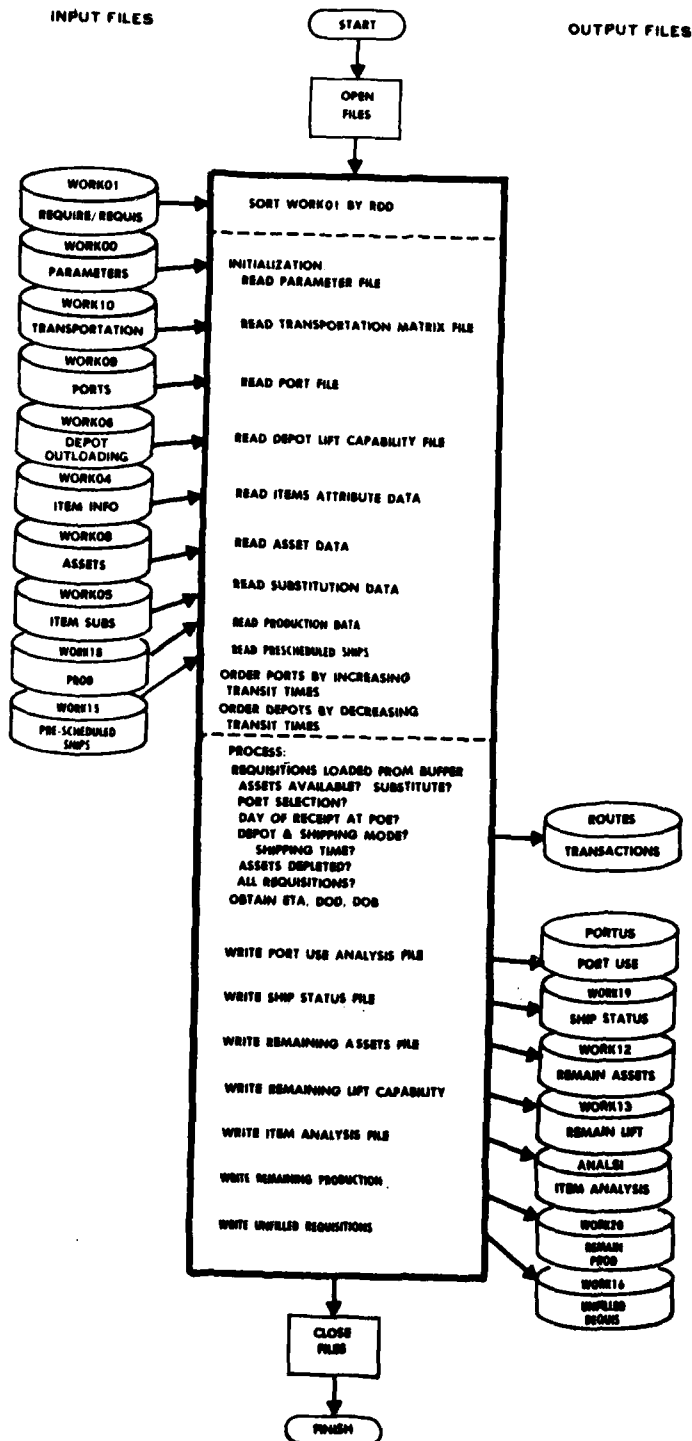 INPUT FILES
START
OUTPUT FILES
OPEN
FILES
WORK01
REQUIRE/REQUIS
SORT WORK01 BY RDD
WORK00
PARAMETERS
INITIALIZATION
READ PARAMETER FILE
WORK10
TRANSPORTATION
READ TRANSPORTATION MATRIX FILE
WORK09
PORTS
READ PORT FILE
WORK06
DEPOT
OUTLOADING
READ DEPOT LIFT CAPABILITY FILE
WORK04
ITEM INFO
READ ITEMS ATTRIBUTE DATA
WORK08
ASSETS
READ ASSET DATA
WORK05
ITEM SUBS
READ SUBSTITUTION DATA
WORK18
PROD
READ PRODUCTION DATA
WORK15
PRE-SCHEDULED
SHIPS
READ PRESCHEDULED SHIPS
ORDER PORTS BY INCREASING
TRANSIT TIMES
ORDER DEPOTS BY DECREASING
TRANSIT TIMES
PROCESS:
REQUISITIONS LOADED FROM BUFFER
ASSETS AVAILABLE? SUBSTITUTE?
PORT SELECTION?
DAY OF RECEIPT AT POE?
DEPOT & SHIPPING MODE?
SHIPPING TIME?
ASSETS DEPLETED?
ALL REQUISITIONS?
OBTAIN ETA, DOD, DOB
ROUTES
TRANSACTIONS
WRITE PORT USE ANALYSIS FILE
PORTUS
PORT USE
WRITE SHIP STATUS FILE
WORK19
SHIP STATUS
WRITE REMAINING ASSETS FILE
WORK12
REMAIN ASSETS
WRITE REMAINING LIFT CAPABILITY
WORK13
REMAIN LIFT
WRITE ITEM ANALYSIS FILE
ANALSI
ITEM ANALYSIS
WRITE REMAINING PRODUCTION
WORK20
REMAIN
PROD
WRITE UNFILLED REQUISITIONS
WORK16
UNFILLED
REQUIS
CLOSE
FILES
FINISH